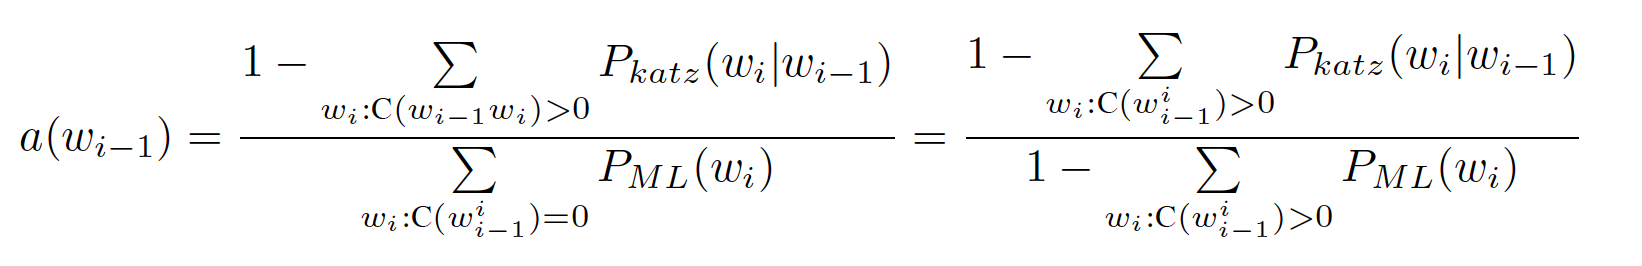 a(w_{i-1}) = \frac{1 - \sum_{w_i:C(w_{i-1}w_i)>0} P_{katz}(w_i|w_{i-1})}{\sum_{w_i:C(w_{i-1}^{i})=0} P_{ML}(w_i)} = \frac{1 - \sum_{w_i:C(w_{i-1}^{i})>0} P_{katz}(w_i|w_{i-1})}{1 - \sum_{w_i:C(w_{i-1}^{i})>0} P_{ML}(w_i)}